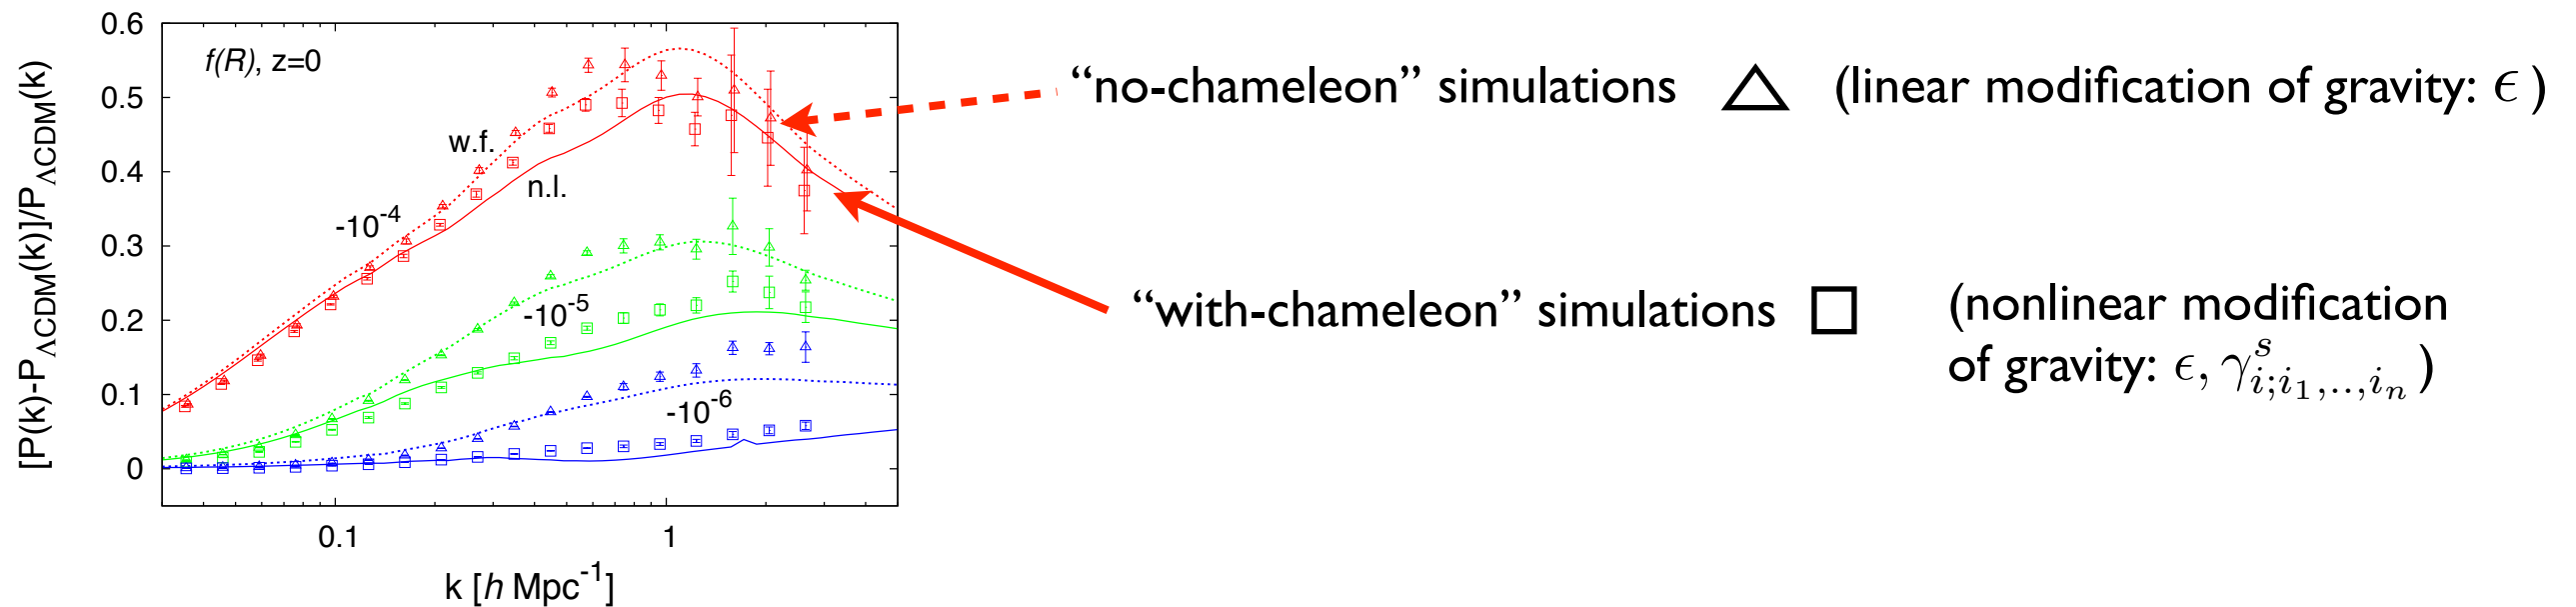 0.6
f(R), z=0
0.5
w.f.
0.4
n.l.
-10^-4
0.3
-10^-5
0.2
0.1
-10^-6
0
[P(k)-P_ΛCDM(k)]/P_ΛCDM(k)
0.1 1
k [h Mpc^-1]
“no-chameleon” simulations △ (linear modification of gravity: ϵ )
“with-chameleon” simulations □ (nonlinear modification
of gravity: ϵ, γ^s_{i;i_1,..,i_n} )